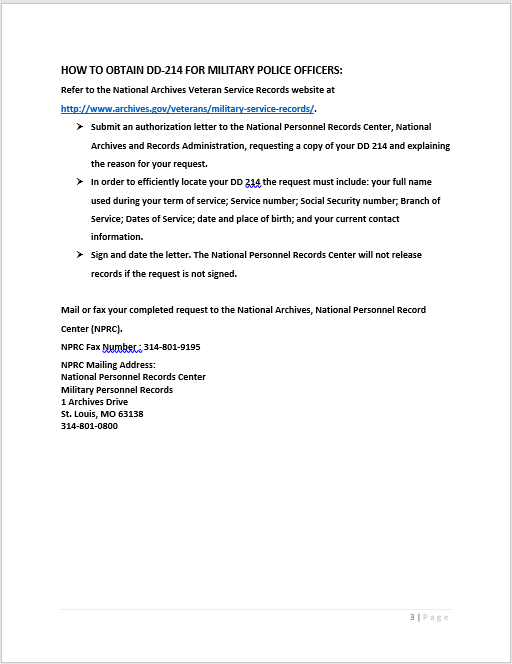 HOW TO OBTAIN DD-214 FOR MILITARY POLICE OFFICERS:
Refer to the National Archives Veteran Service Records website at
http://www.archives.gov/veterans/military-service-records/.
➤ Submit an authorization letter to the National Personnel Records Center, National
Archives and Records Administration, requesting a copy of your DD 214 and explaining
the reason for your request.
➤ In order to efficiently locate your DD 214 the request must include: your full name
used during your term of service; Service number; Social Security number; Branch of
Service; Dates of Service; date and place of birth; and your current contact
information.
➤ Sign and date the letter. The National Personnel Records Center will not release
records if the request is not signed.
Mail or fax your completed request to the National Archives, National Personnel Record
Center (NPRC).
NPRC Fax Number : 314-801-9195
NPRC Mailing Address:
National Personnel Records Center
Military Personnel Records
1 Archives Drive
St. Louis, MO 63138
314-801-0800
3 | Page